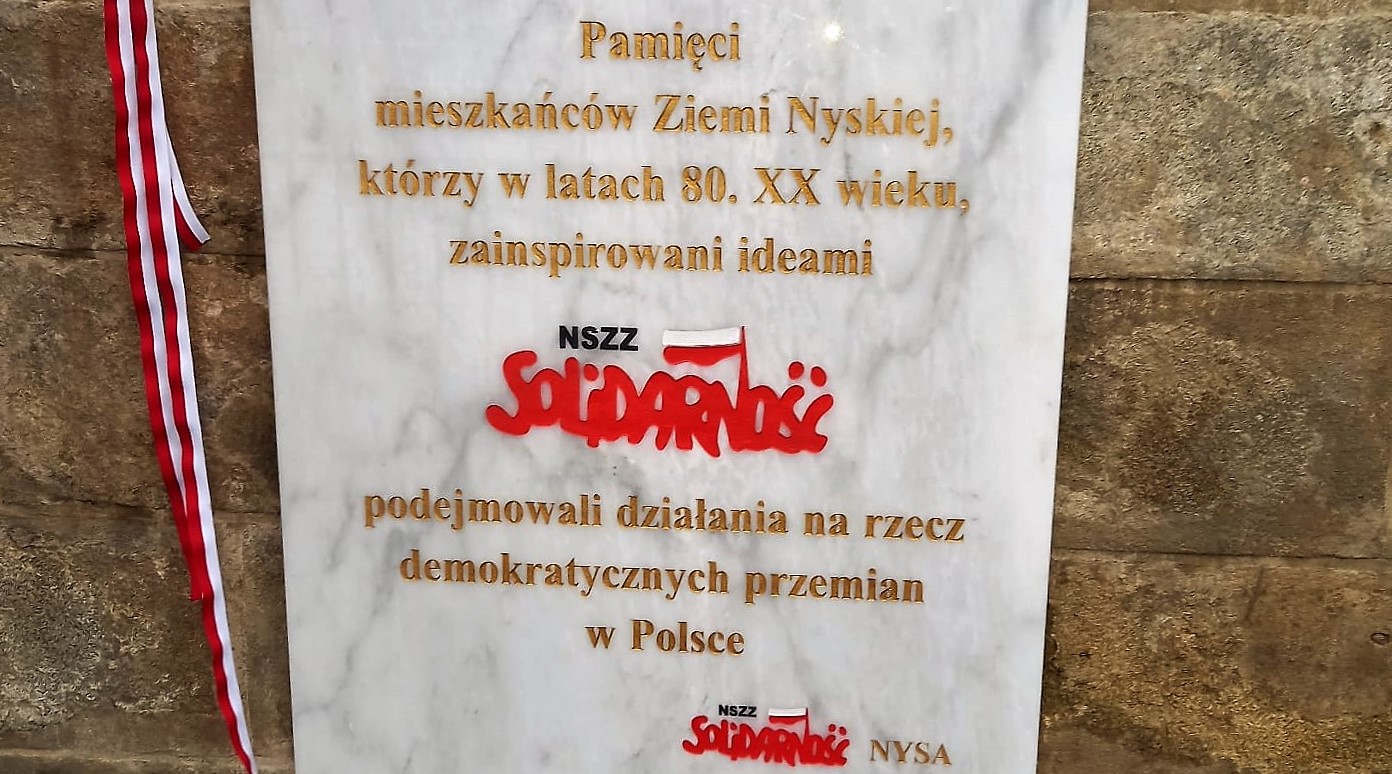 Pamięci
mieszkańców Ziemi Nyskiej,
którzy w latach 80. XX wieku,
zainspirowani ideami
NSZZ
SOLiDARNOŚĆ
podejmowali działania na rzecz
demokratycznych przemian
w Polsce
NSZZ
SOLiDARNOŚĆ NYSA